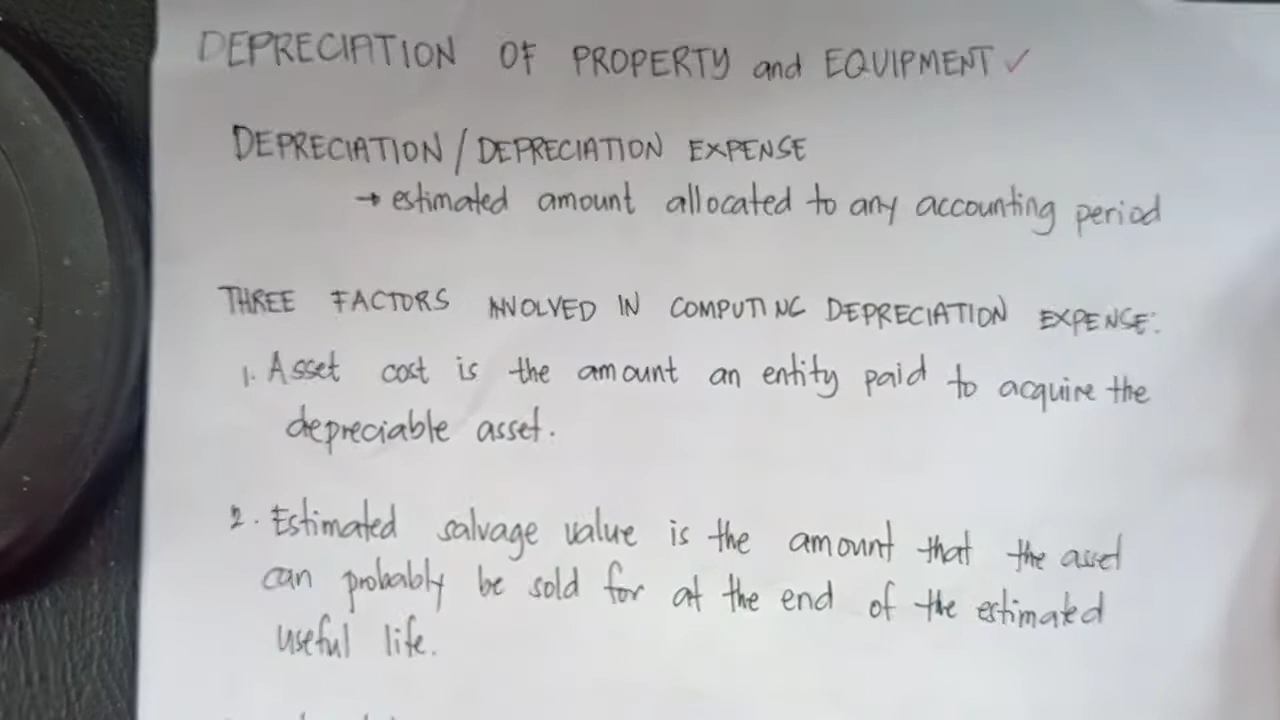 DEPRECIATION OF PROPERTY and EQUIPMENT ✓
DEPRECIATION / DEPRECIATION EXPENSE
→ estimated amount allocated to any accounting period
THREE FACTORS INVOLVED IN COMPUTING DEPRECIATION EXPENSE:
1. Asset cost is the amount an entity paid to acquire the
depreciable asset.
2. Estimated salvage value is the amount that the asset
can probably be sold for at the end of the estimated
useful life.